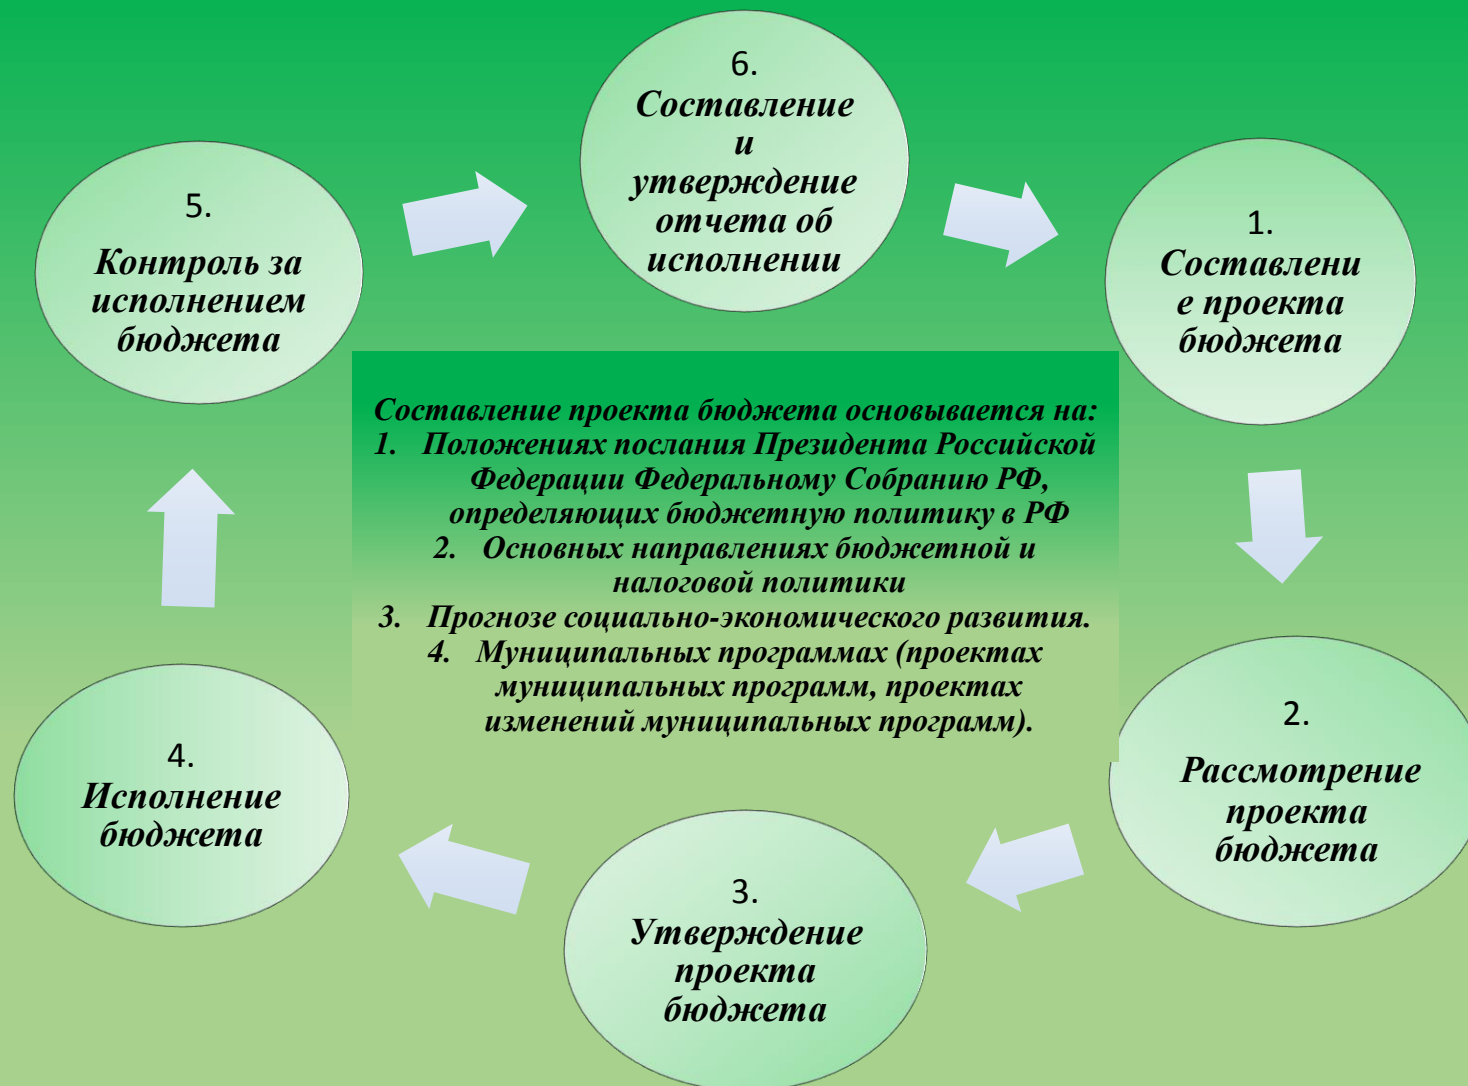 6.
Составление
и
утверждение
отчета об
исполнении
5.
Контроль за
исполнением
бюджета
1.
Составлени
е проекта
бюджета
Составление проекта бюджета основывается на:
1. Положениях послания Президента Российской
Федерации Федеральному Собранию РФ,
определяющих бюджетную политику в РФ
2. Основных направлениях бюджетной и
налоговой политики
3. Прогнозе социально-экономического развития.
4. Муниципальных программах (проектах
муниципальных программ, проектах
изменений муниципальных программ).
2.
Рассмотрение
проекта
бюджета
4.
Исполнение
бюджета
3.
Утверждение
проекта
бюджета